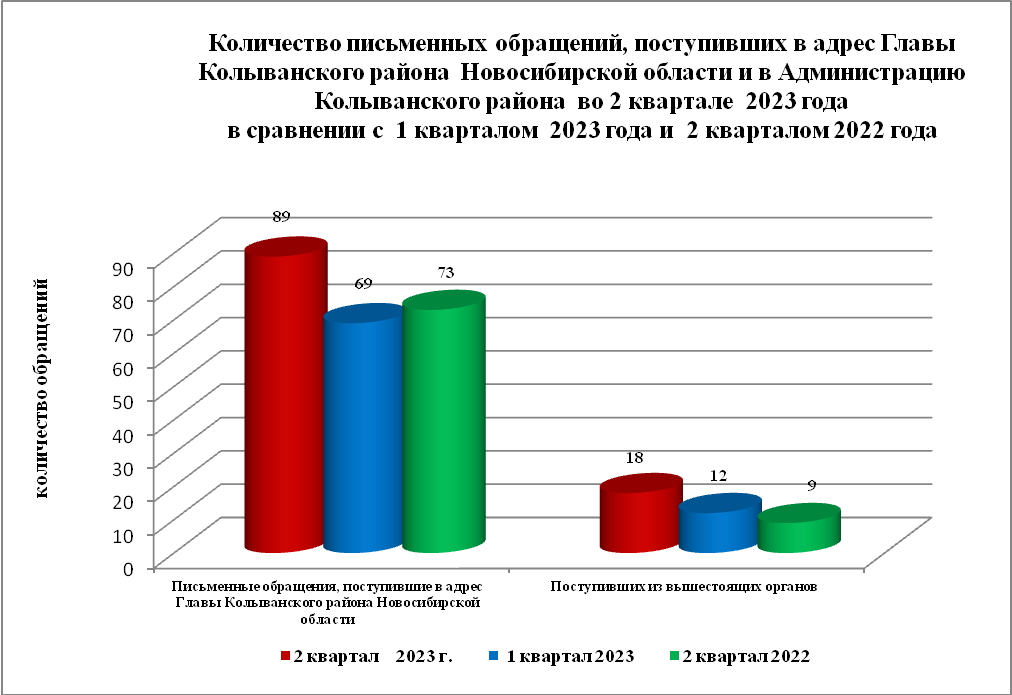 Количество письменных обращений, поступивших в адрес Главы
Колыванского района Новосибирской области и в Администрацию
Колыванского района во 2 квартале 2023 года
в сравнении с 1 кварталом 2023 года и 2 кварталом 2022 года
количество обращений
90
80
70
60
50
40
30
20
10
0
89
69
73
18
12
9
Письменные обращения, поступившие в адрес
Главы Колыванского района Новосибирской
области
Поступивших из вышестоящих органов
2 квартал 2023 г.
1 квартал 2023
2 квартал 2022